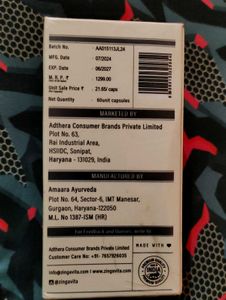 Batch No. : AA015113JL24
MFG. Date : 07/2024
EXP. Date : 06/2027
M. R. P. ₹ : 1299.00
Unit Sale Price ₹ : 21.65/ caps
Net Quantity : 60unit capsules
MARKETED BY
Adthera Consumer Brands Private Limited
Plot No. 63,
Rai Industrial Area,
HSIIDC, Sonipat,
Haryana - 131029, India
MANUFACTURED BY
Amaara Ayurveda
Plot No. 64, Sector-6, IMT Manesar,
Gurgaon, Haryana-122050
M.L. No 1387-ISM (HR)
For Feedback and Queries, write to
Adthera Consumer Brands Private Limited
Customer Care No: +91- 7657926035
@zingavita.com | www.zingavita.com
@zingavita
MADE WITH
INDIA